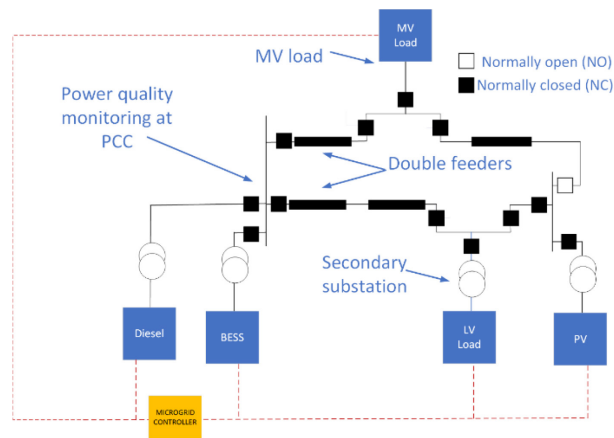 MV
Load
MV load
Normally open (NO)
Normally closed (NC)
Power quality
monitoring at
PCC
Double feeders
Secondary
substation
Diesel
BESS
LV
Load
PV
MICROGRID
CONTROLLER